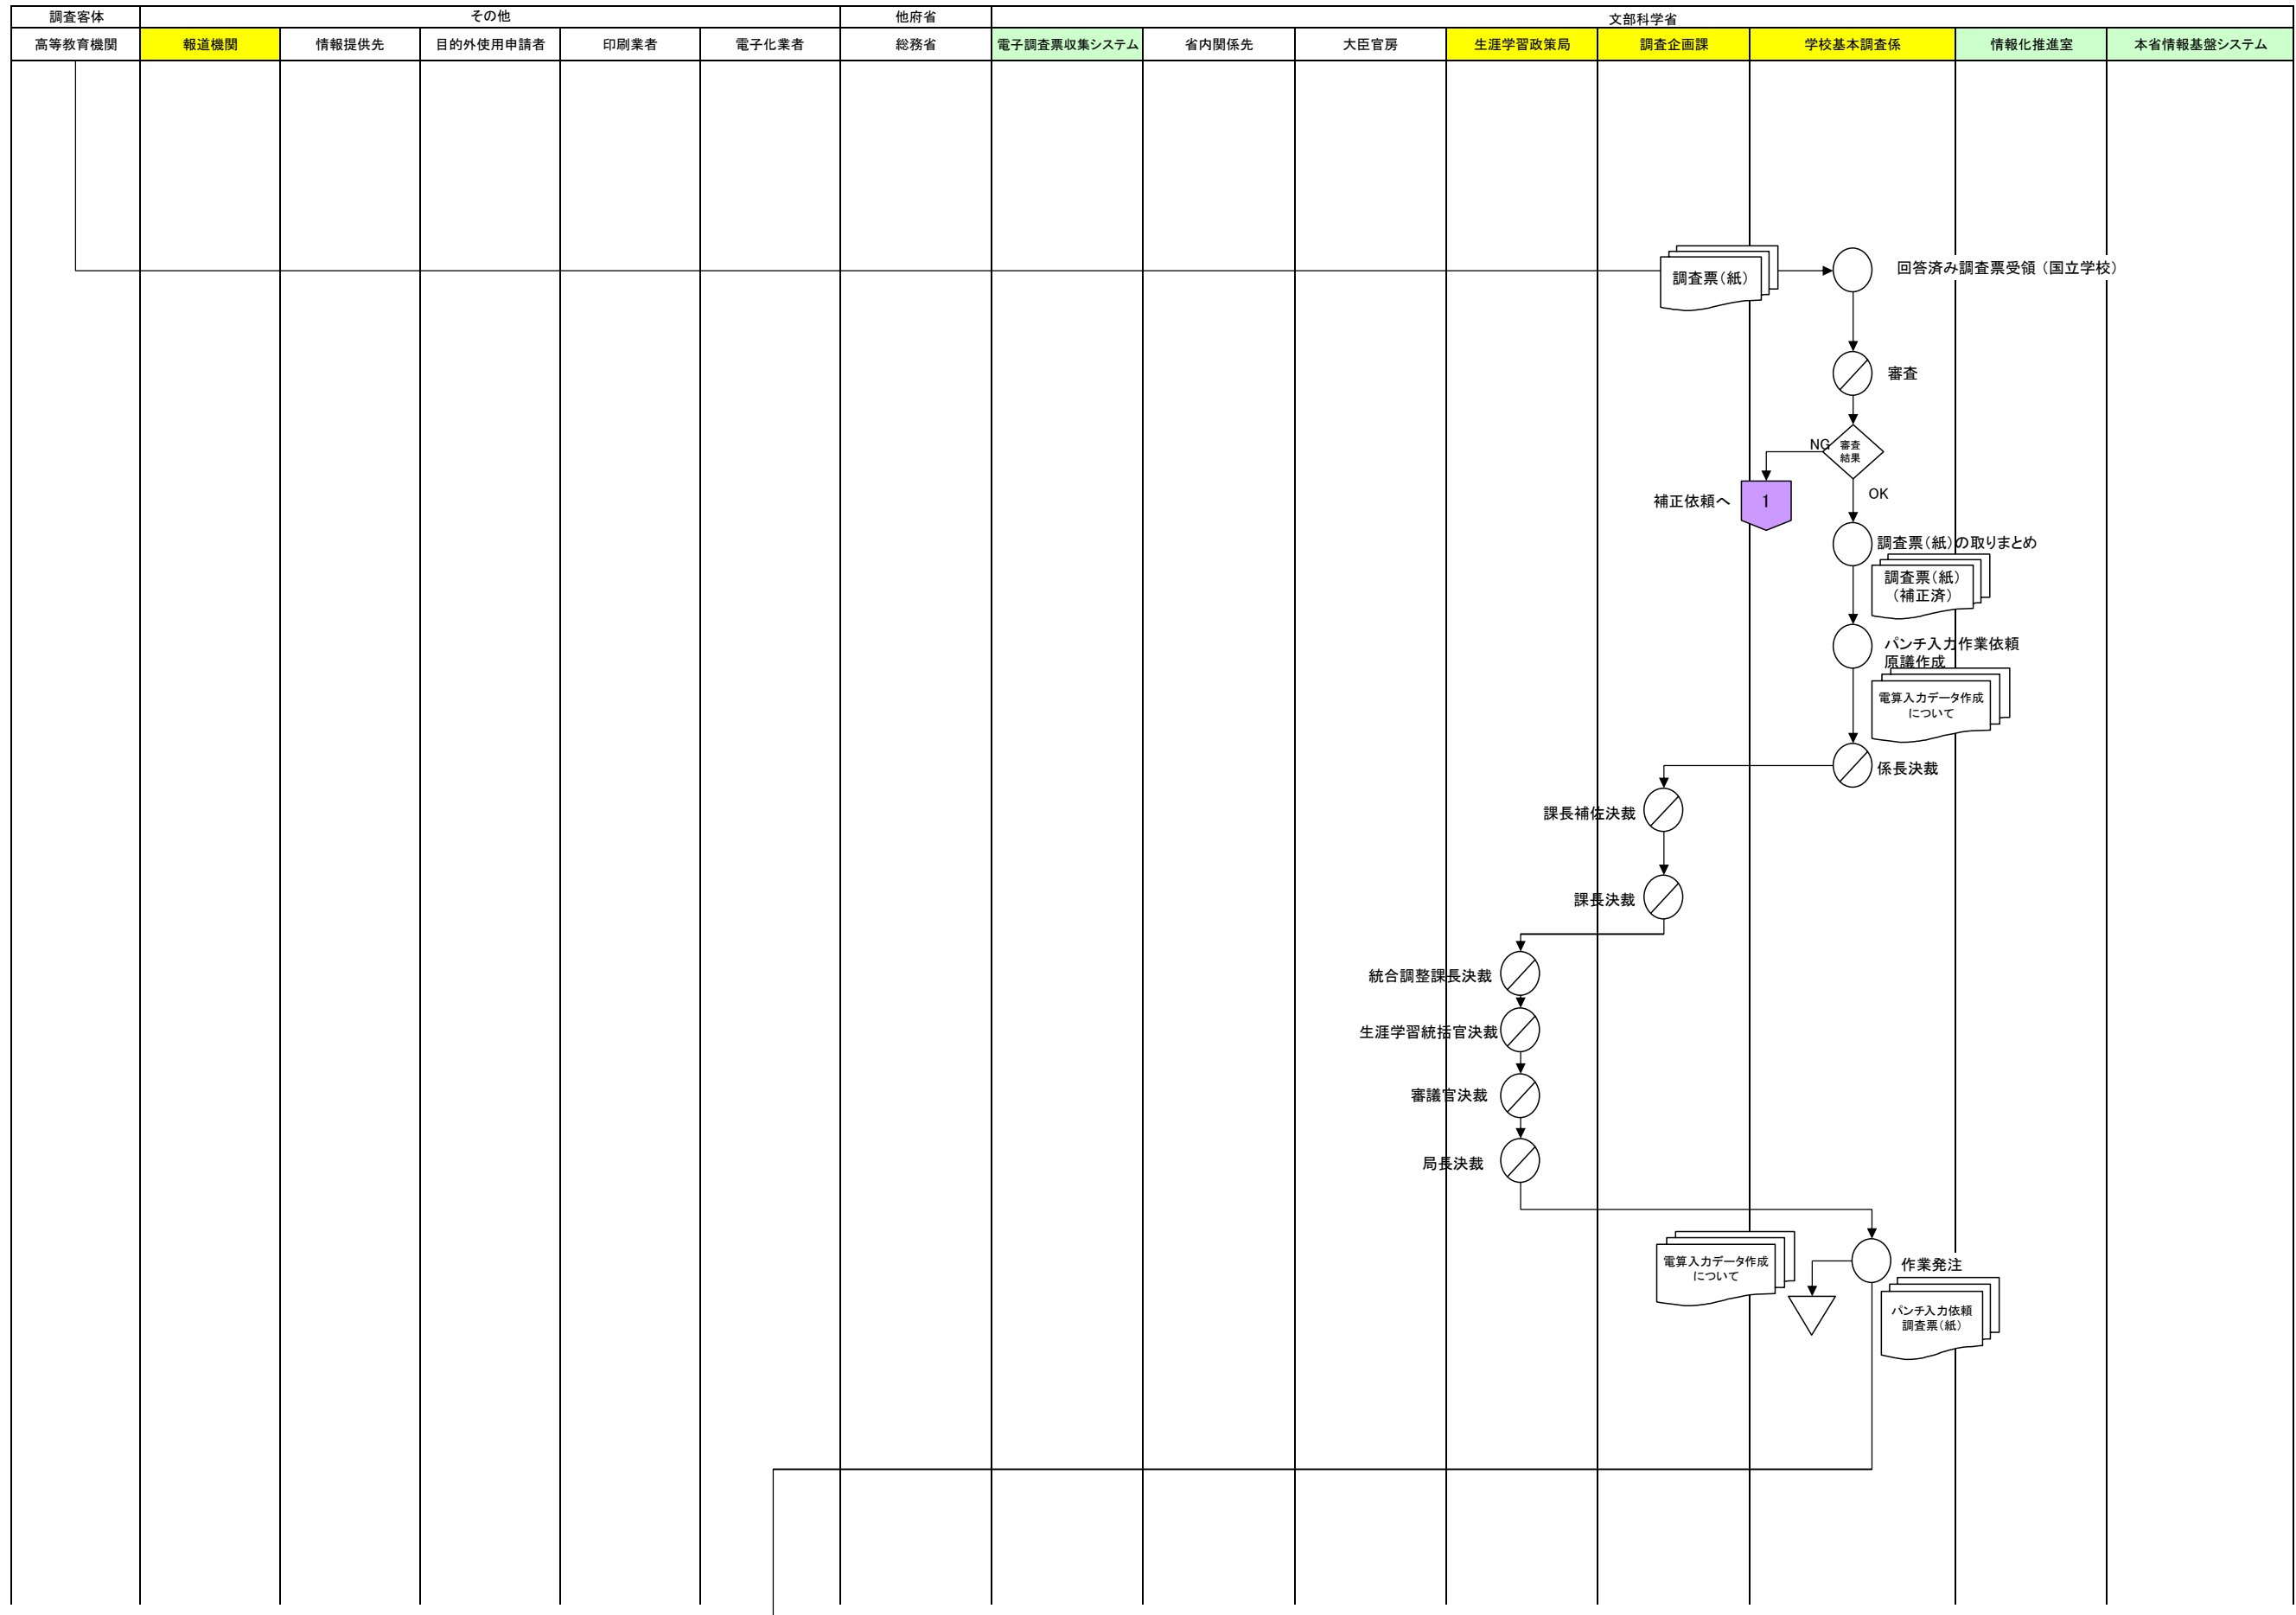 調査客体
その他
他府省
文部科学省
高等教育機関
報道機関
情報提供先
目的外使用申請者
印刷業者
電子化業者
総務省
電子調査票収集システム
省内関係先
大臣官房
生涯学習政策局
調査企画課
学校基本調査係
情報化推進室
本省情報基盤システム
調査票（紙）
回答済み調査票受領（国立学校）
審査
NG
審査
結果
補正依頼へ
1
OK
調査票（紙）の取りまとめ
調査票（紙）
（補正済）
パンチ入力作業依頼
原議作成
電算入力データ作成
について
係長決裁
課長補佐決裁
課長決裁
統合調整課長決裁
生涯学習統括官決裁
審議官決裁
局長決裁
電算入力データ作成
について
作業発注
パンチ入力依頼
調査票（紙）